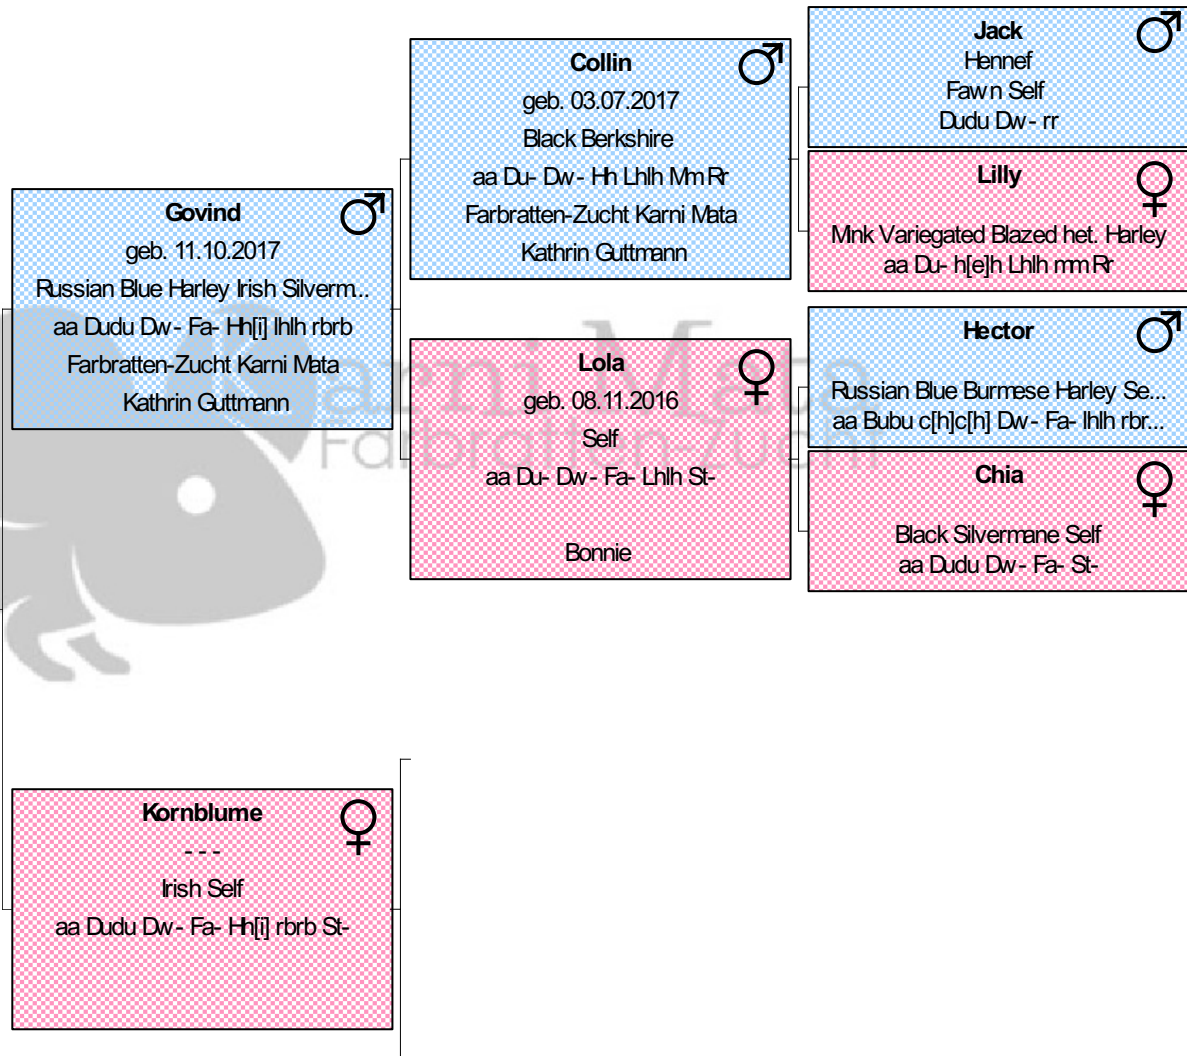 Jack
Hennef
Fawn Self
Dudu Dw- rr
Collin
geb. 03.07.2017
Black Berkshire
aa Du- Dw- Hh Lhlh Mm Rr
Farbratten-Zucht Karni Mata
Kathrin Guttmann
Lilly
Mnk Variegated Blazed het. Harley
aa Du- h[e]h Lhlh mm Rr
Govind
geb. 11.10.2017
Russian Blue Harley Irish Silverm...
aa Dudu Dw- Fa- Hh[i] lhlh rbrb
Farbratten-Zucht Karni Mata
Kathrin Guttmann
Hector
Russian Blue Burmese Harley Se...
aa Bubu c[h]c[h] Dw- Fa- lhlh rbr...
Lola
geb. 08.11.2016
Self
aa Du- Dw- Fa- Lhlh St-
Bonnie
Chia
Black Silvermane Self
aa Dudu Dw- Fa- St-
Karni Mata
Farbratten-Zucht
Kornblume
- - -
Irish Self
aa Dudu Dw- Fa- Hh[i] rbrb St-